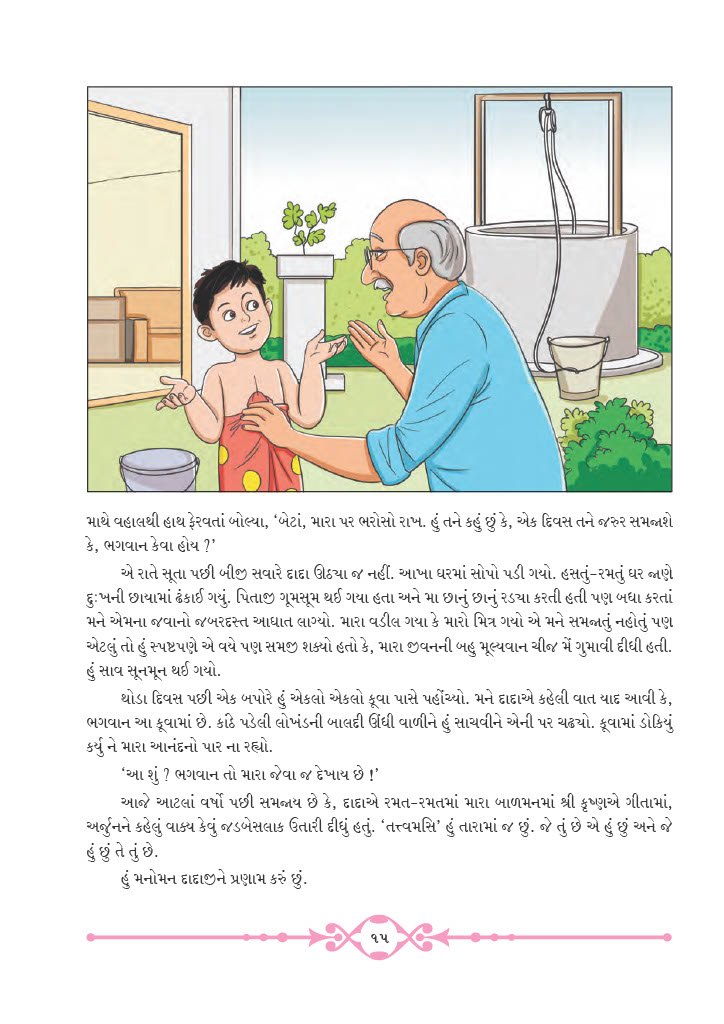 માથે વહાલથી હાથ ફેરવતાં બોલ્યા, ‘બેટાં, મારા પર ભરોસો રાખ. હું તને કહું છું કે, એક દિવસ તને જરુર સમજાશે
કે, ભગવાન કેવા હોય ?’
એ રાતે સૂતા પછી બીજી સવારે દાદા ઊઠ્યા જ નહીં. આખા ઘરમાં સોપો પડી ગયો. હસતું-રમતું ઘર જાણે
દુઃખની છાયામાં ઢંકાઈ ગયું. પિતાજી ગૂમસૂમ થઈ ગયા હતા અને મા છાનું છાનું રડ્યા કરતી હતી પણ બધા કરતાં
મને એમના જવાનો જબરદસ્ત આઘાત લાગ્યો. મારા વડીલ ગયા કે મારો મિત્ર ગયો એ મને સમજાતું નહોતું પણ
એટલું તો હું સ્પષ્ટપણે એ વયે પણ સમજી શક્યો હતો કે, મારા જીવનની બહુ મૂલ્યવાન ચીજ મેં ગુમાવી દીધી હતી.
હું સાવ સૂનમૂન થઈ ગયો.
થોડા દિવસ પછી એક બપોરે હું એકલો એકલો કૂવા પાસે પહોંચ્યો. મને દાદાએ કહેલી વાત યાદ આવી કે,
ભગવાન આ કૂવામાં છે. કાંઠે પડેલી લોખંડની બાલદી ઊંધી વાળીને હું સાચવીને એની પર ચઢ્યો. કૂવામાં ડોકિયું
કર્યું ને મારા આનંદનો પાર ના રહ્યો.
‘આ શું ? ભગવાન તો મારા જેવા જ દેખાય છે !’
આજે આટલાં વર્ષો પછી સમજાય છે કે, દાદાએ રમત-રમતમાં મારા બાળમનમાં શ્રી કૃષ્ણએ ગીતામાં,
અર્જુનને કહેલું વાક્ય કેવું જડબેસલાક ઉતારી દીધું હતું. ‘તત્ત્વમસિ’ હું તારામાં જ છું. જે તું છે એ હું છું અને જે
હું છું તે તું છે.
હું મનોમન દાદાજીને પ્રણામ કરું છું.
૧૫